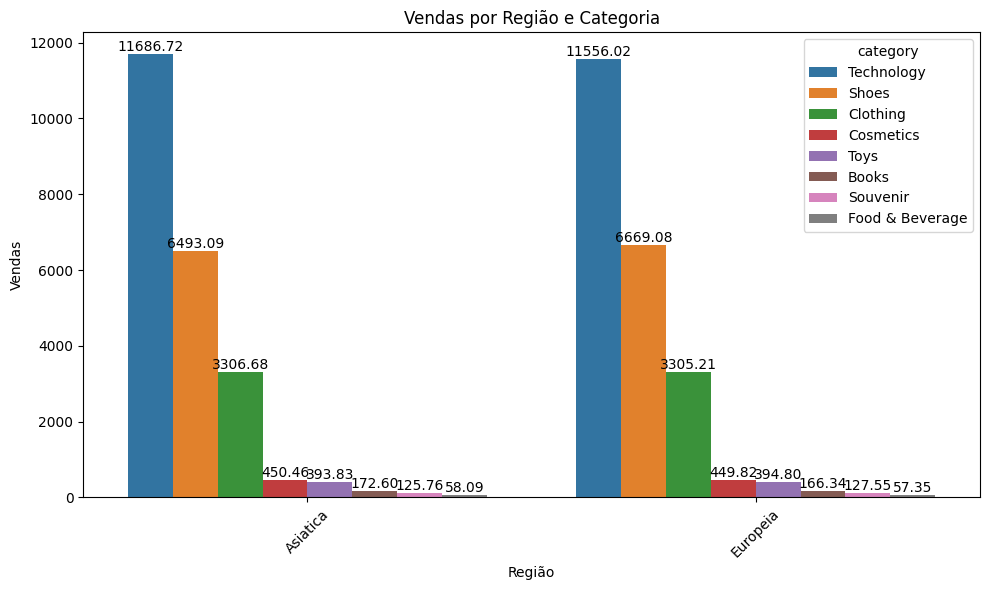 Vendas por Região e Categoria
12000
10000
8000
6000
4000
2000
0
Vendas
11686.72
6493.09
3306.68
450.46
393.83
172.60
125.76
58.09
11556.02
6669.08
3305.21
449.82
394.80
166.34
127.55
57.35
category
Technology
Shoes
Clothing
Cosmetics
Toys
Books
Souvenir
Food & Beverage
Asiatica
Europeia
Região